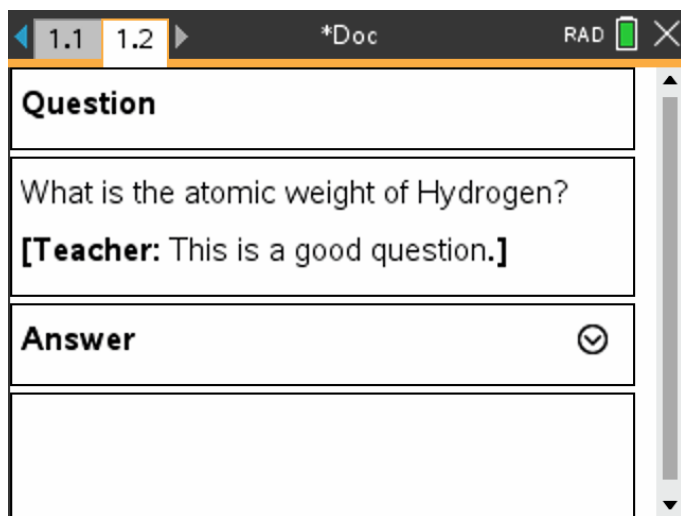 1.1 1.2 *Doc RAD
Question
What is the atomic weight of Hydrogen?
[Teacher: This is a good question.]
Answer